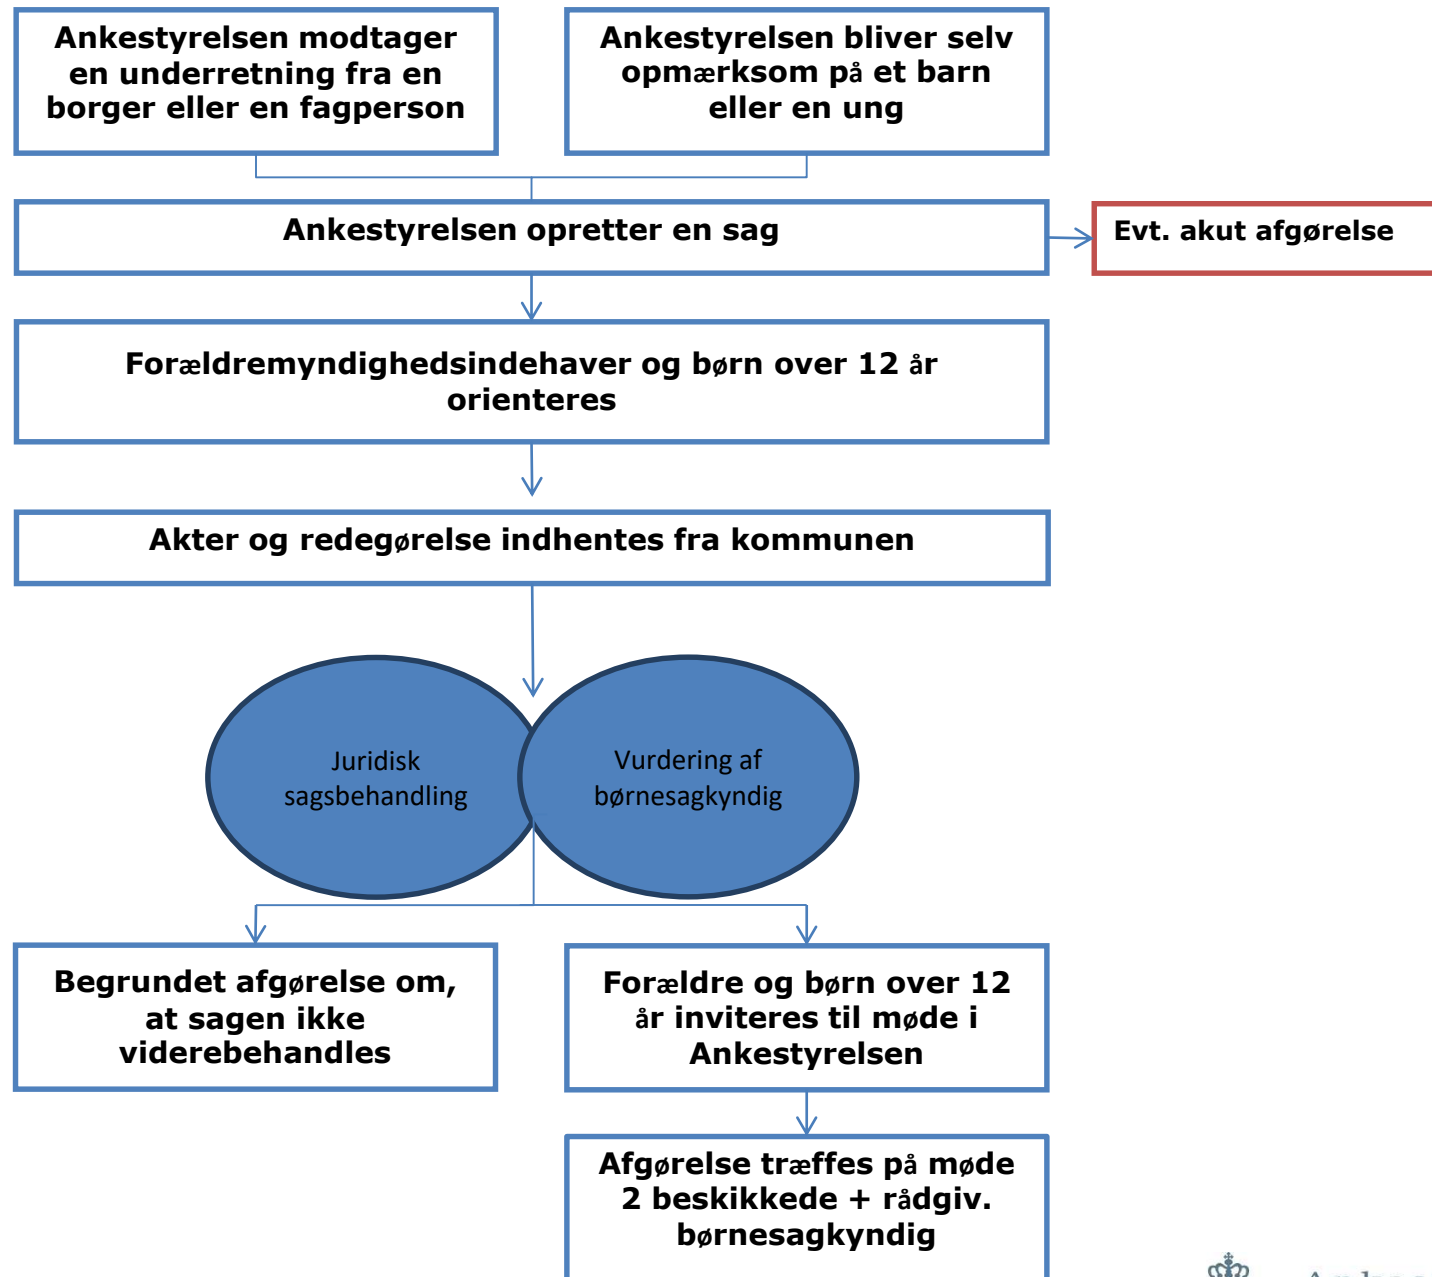 Ankestyrelsen modtager
en underretning fra en
borger eller en fagperson
Ankestyrelsen bliver selv
opmærksom på et barn
eller en ung
Ankestyrelsen opretter en sag
Evt. akut afgørelse
Forældremyndighedsindehaver og børn over 12 år
orienteres
Akter og redegørelse indhentes fra kommunen
Juridisk
sagsbehandling
Vurdering af
børnesagkyndig
Begrundet afgørelse om,
at sagen ikke
viderebehandles
Forældre og børn over 12
år inviteres til møde i
Ankestyrelsen
Afgørelse træffes på møde
2 beskikkede + rådgiv.
børnesagkyndig